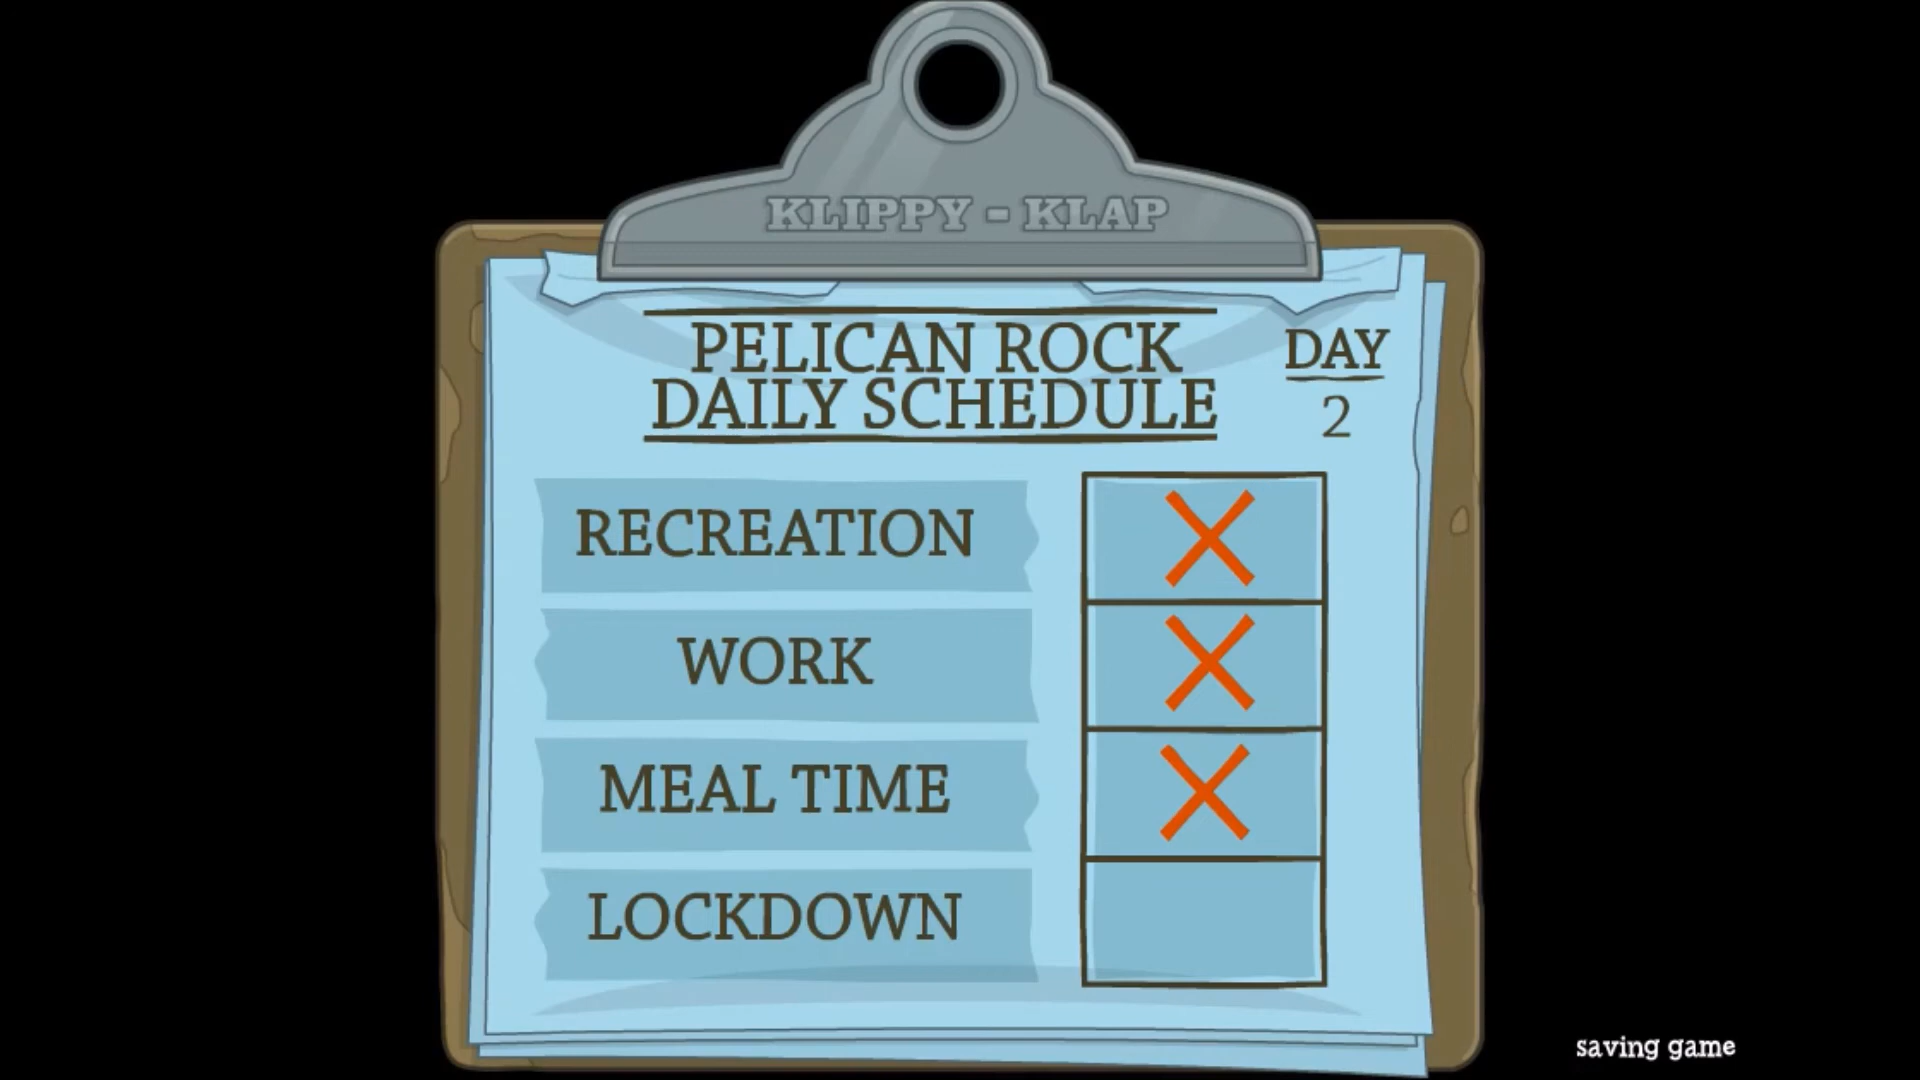 KLIPPY - KLAP
PELICAN ROCK
DAILY SCHEDULE
DAY
2
RECREATION
WORK
MEAL TIME
LOCKDOWN
saving game